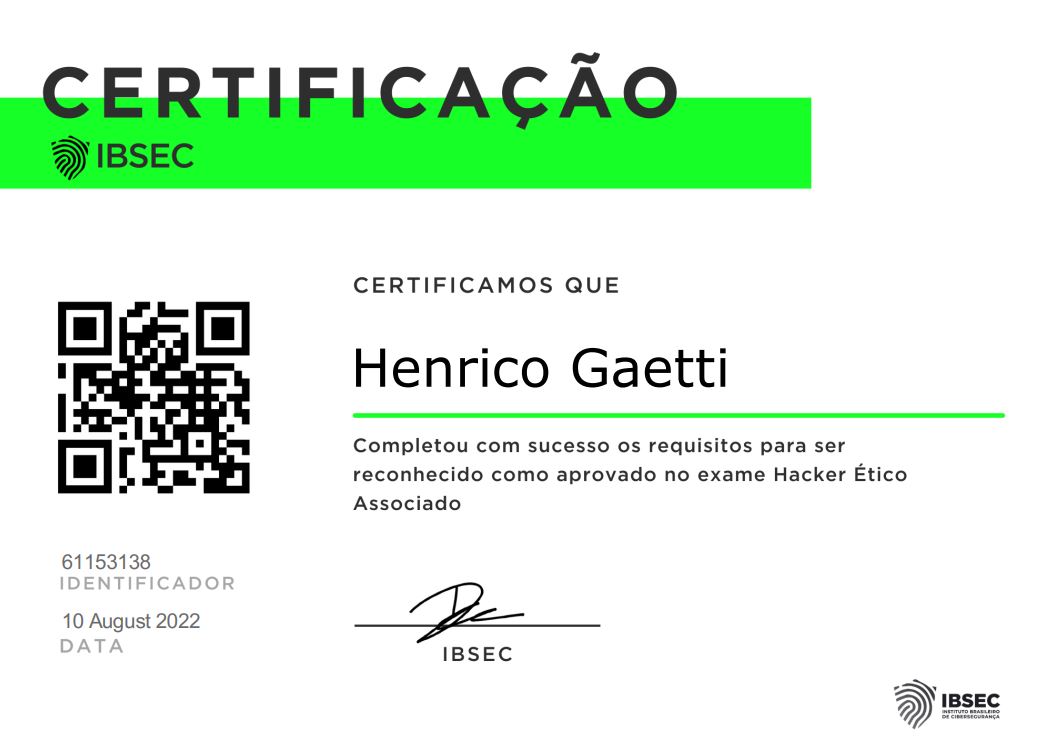 CERTIFICAÇÃO
IBSEC
CERTIFICAMOS QUE
Henrico Gaetti
Completou com sucesso os requisitos para ser
reconhecido como aprovado no exame Hacker Ético
Associado
61153138
IDENTIFICADOR
10 August 2022
DATA
IBSEC
IBSEC
INSTITUTO BRASILEIRO
DE CIBERSEGURANÇA